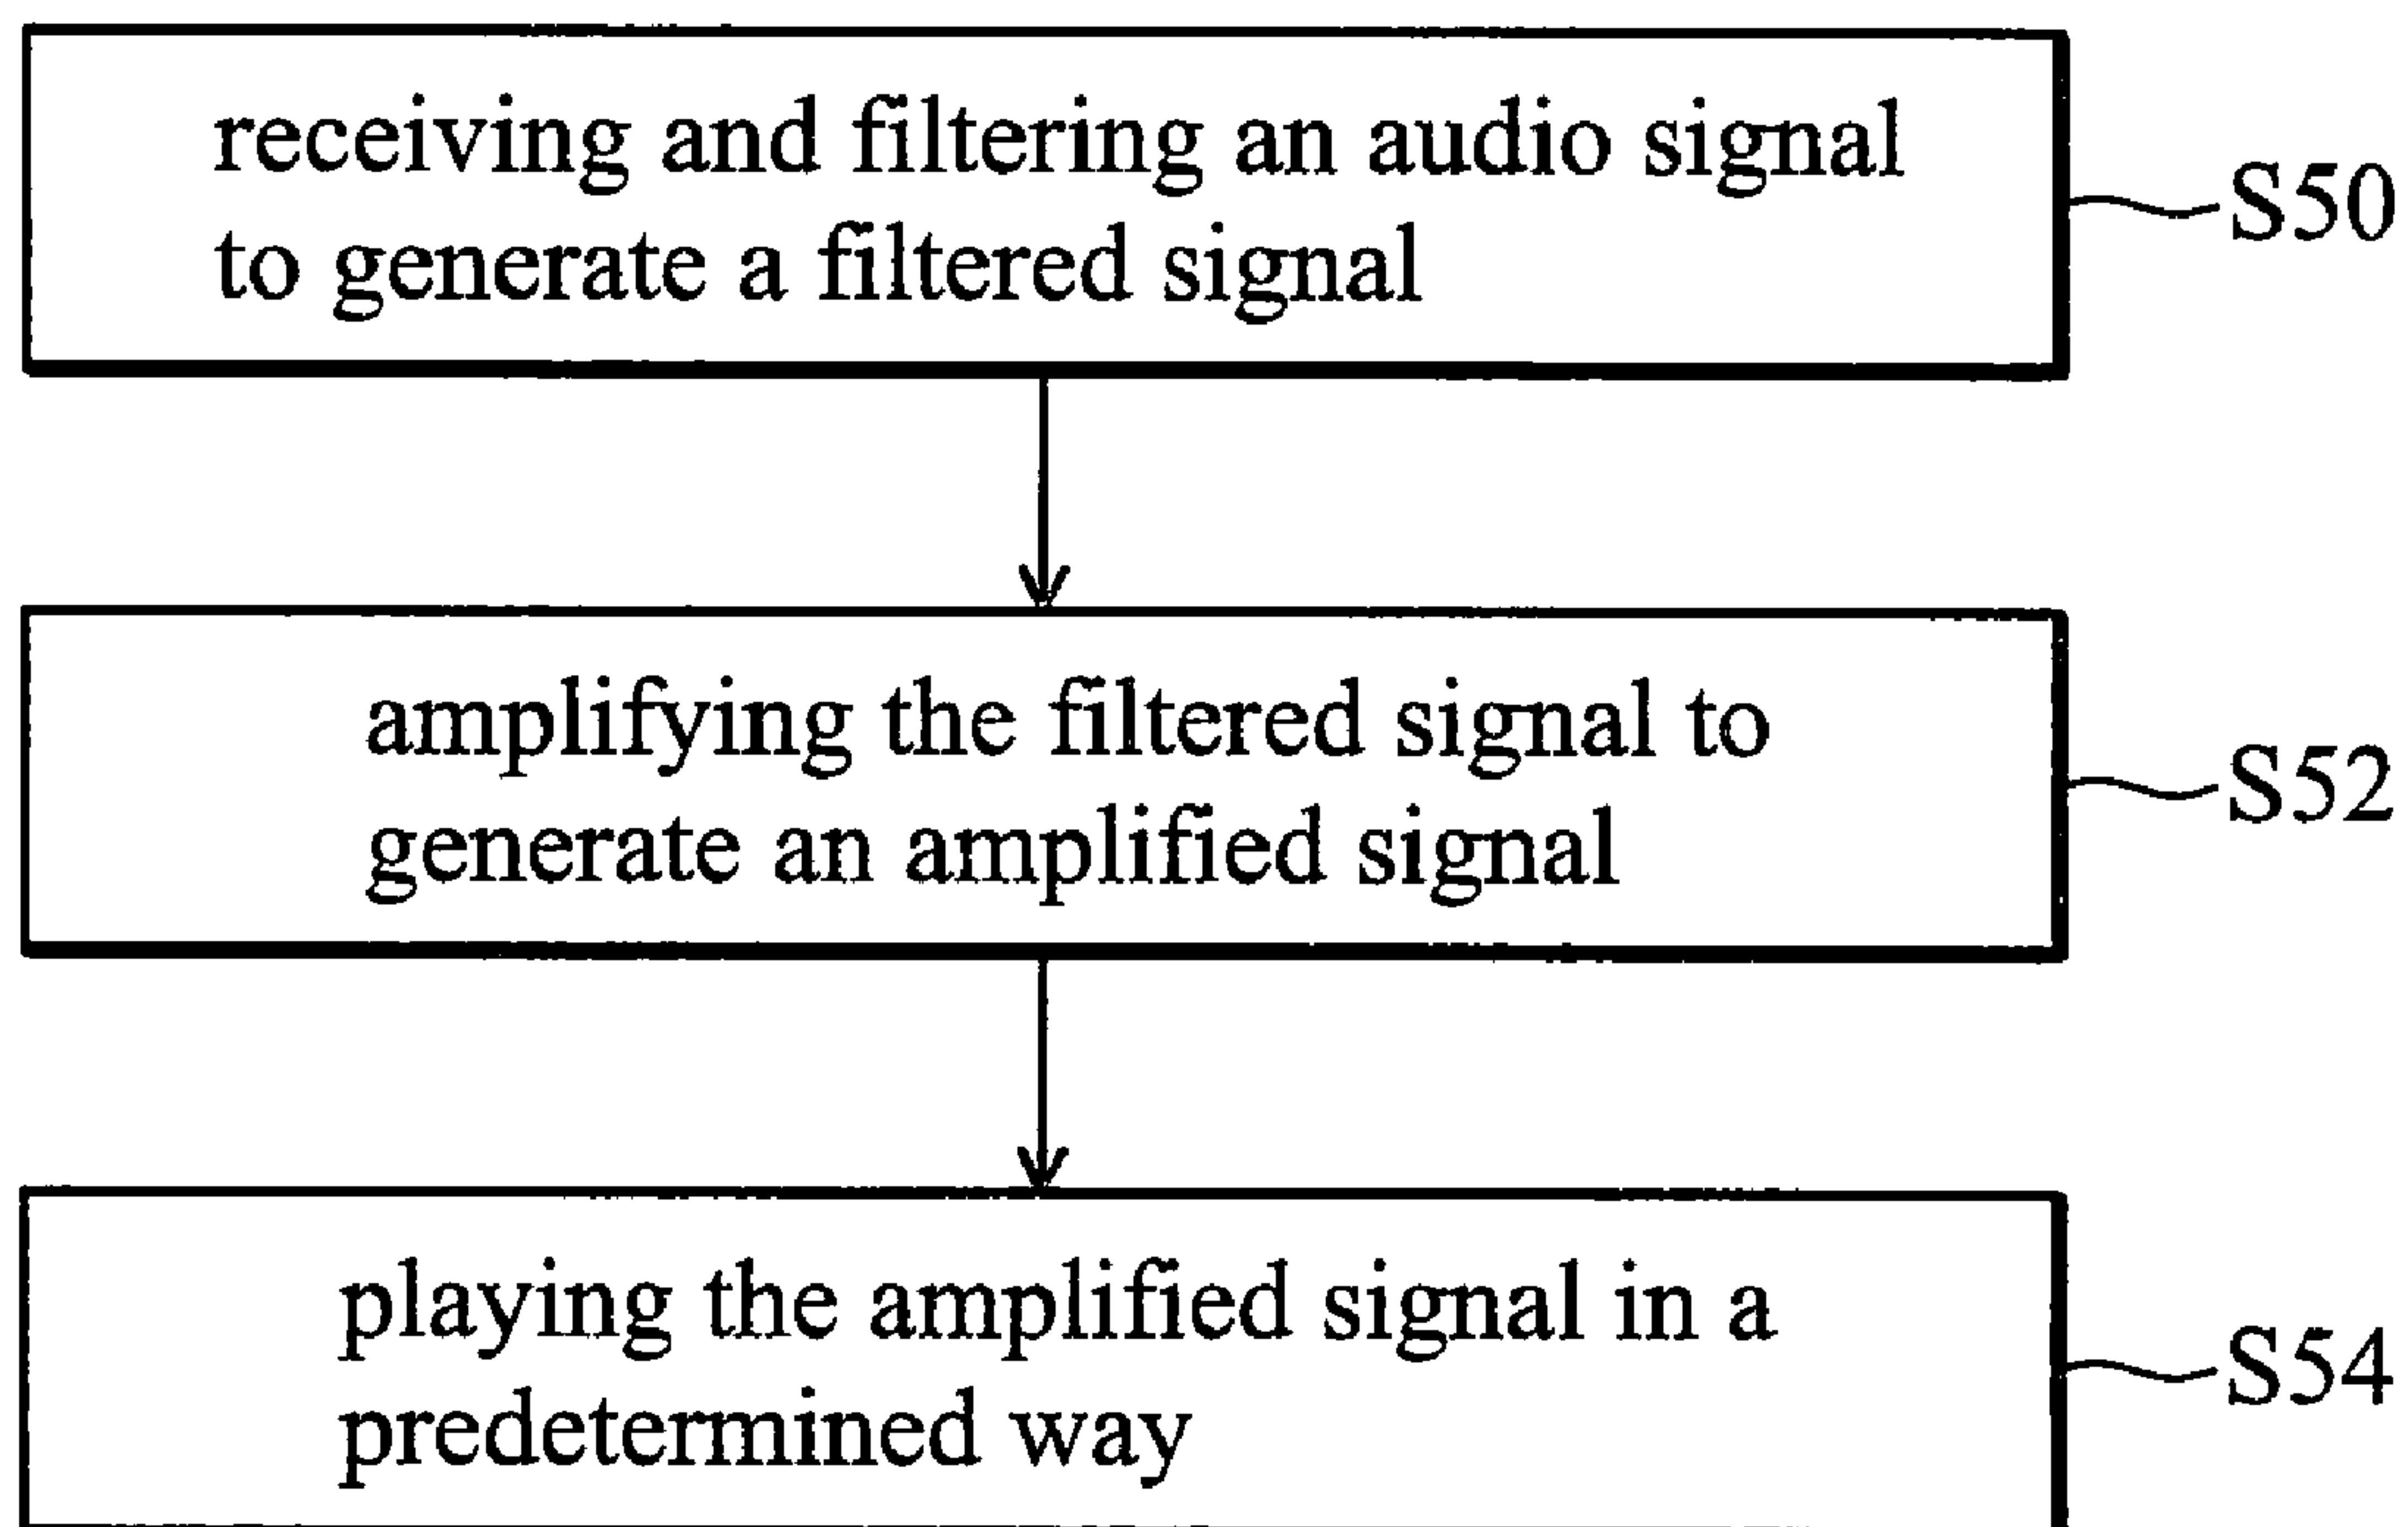 receiving and filtering an audio signal
to generate a filtered signal
S50
amplifying the filtered signal to
generate an amplified signal
S52
playing the amplified signal in a
predetermined way
S54